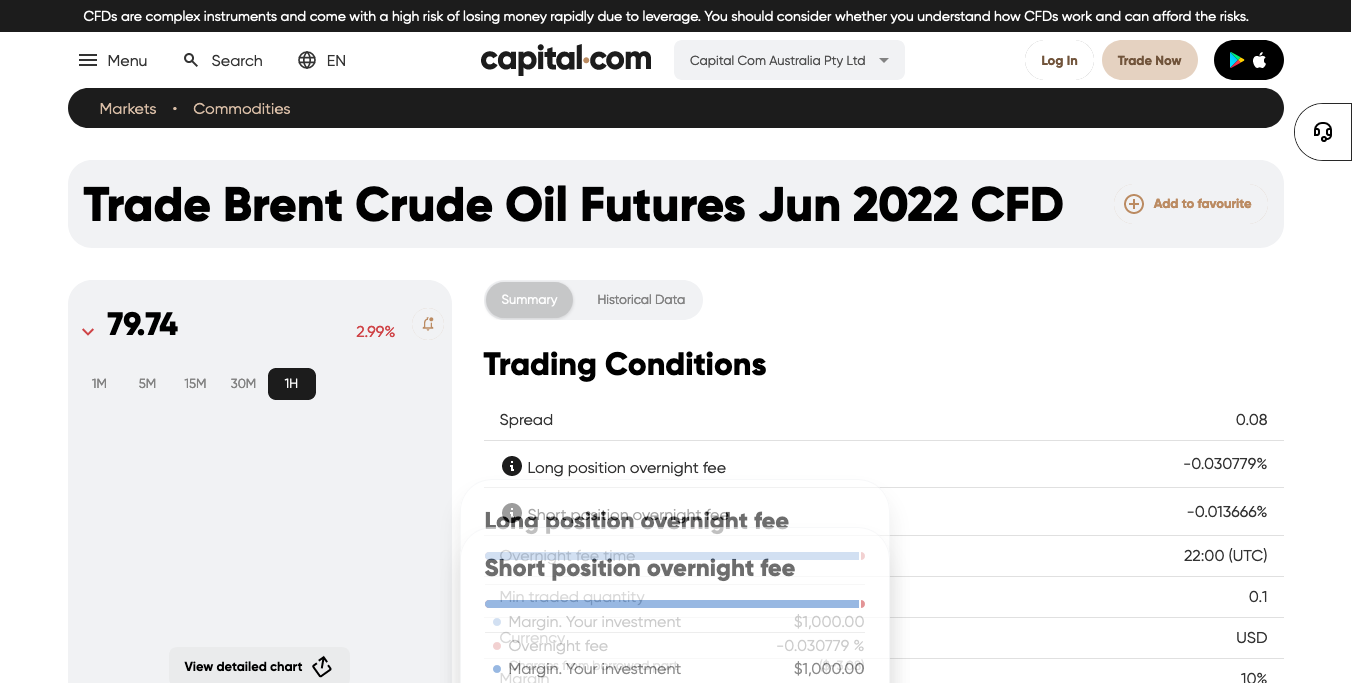 CFDs are complex instruments and come with a high risk of losing money rapidly due to leverage. You should consider whether you understand how CFDs work and can afford the risks.
Menu Search EN capital.com Capital Com Australia Pty Ltd Log In Trade Now
Markets • Commodities
Trade Brent Crude Oil Futures Jun 2022 CFD Add to favourite
79.74 2.99%
1M 5M 15M 30M 1H
View detailed chart
Summary Historical Data
Trading Conditions
Spread 0.08
Long position overnight fee -0.030779%
Short position overnight fee -0.013666%
Long position overnight fee
Overnight fee time 22:00 (UTC)
Short position overnight fee
Min traded quantity 0.1
Margin. Your investment $1,000.00
Currency USD
Overnight fee -0.030779 %
Margin. Your investment $1,000.00
Margin 10%